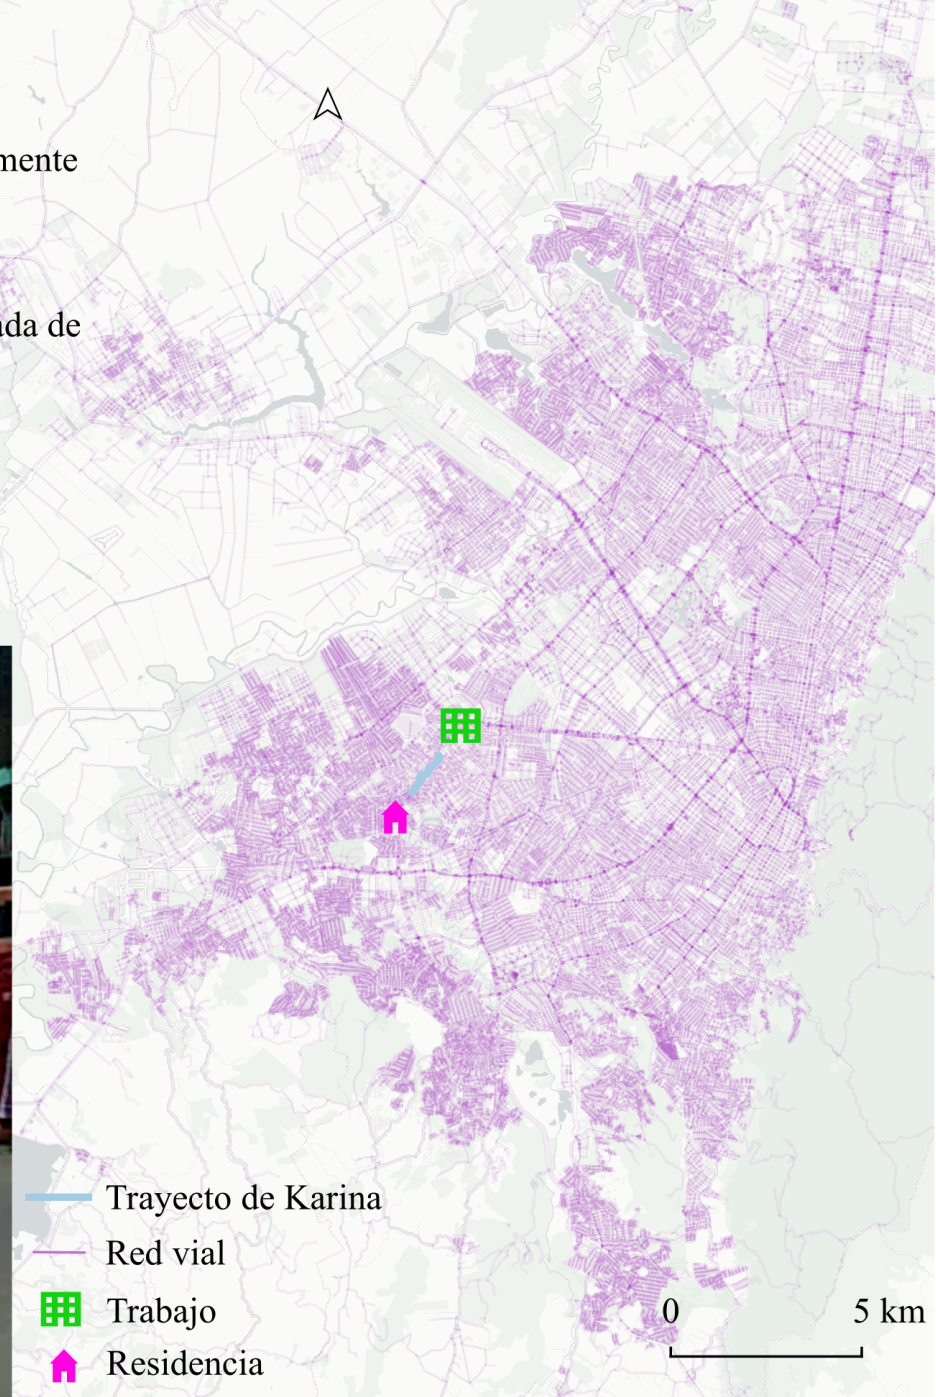 mente
ada de
Trayecto de Karina
Red vial
Trabajo
Residencia
0 5 km